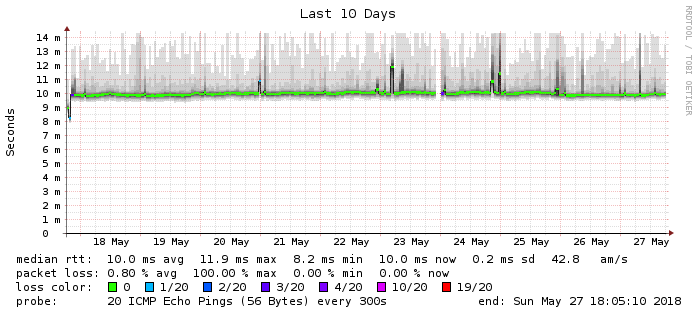 Last 10 Days
RRDTOOL / TOBI OETIKER
Seconds
14 m
13 m
12 m
11 m
10 m
9 m
8 m
7 m
6 m
5 m
4 m
3 m
2 m
1 m
0
18 May 19 May 20 May 21 May 22 May 23 May 24 May 25 May 26 May 27 May
median rtt: 10.0 ms avg 11.9 ms max 8.2 ms min 10.0 ms now 0.2 ms sd 42.8 am/s
packet loss: 0.80 % avg 100.00 % max 0.00 % min 0.00 % now
loss color: 0 1/20 2/20 3/20 4/20 10/20 19/20
probe: 20 ICMP Echo Pings (56 Bytes) every 300s end: Sun May 27 18:05:10 2018